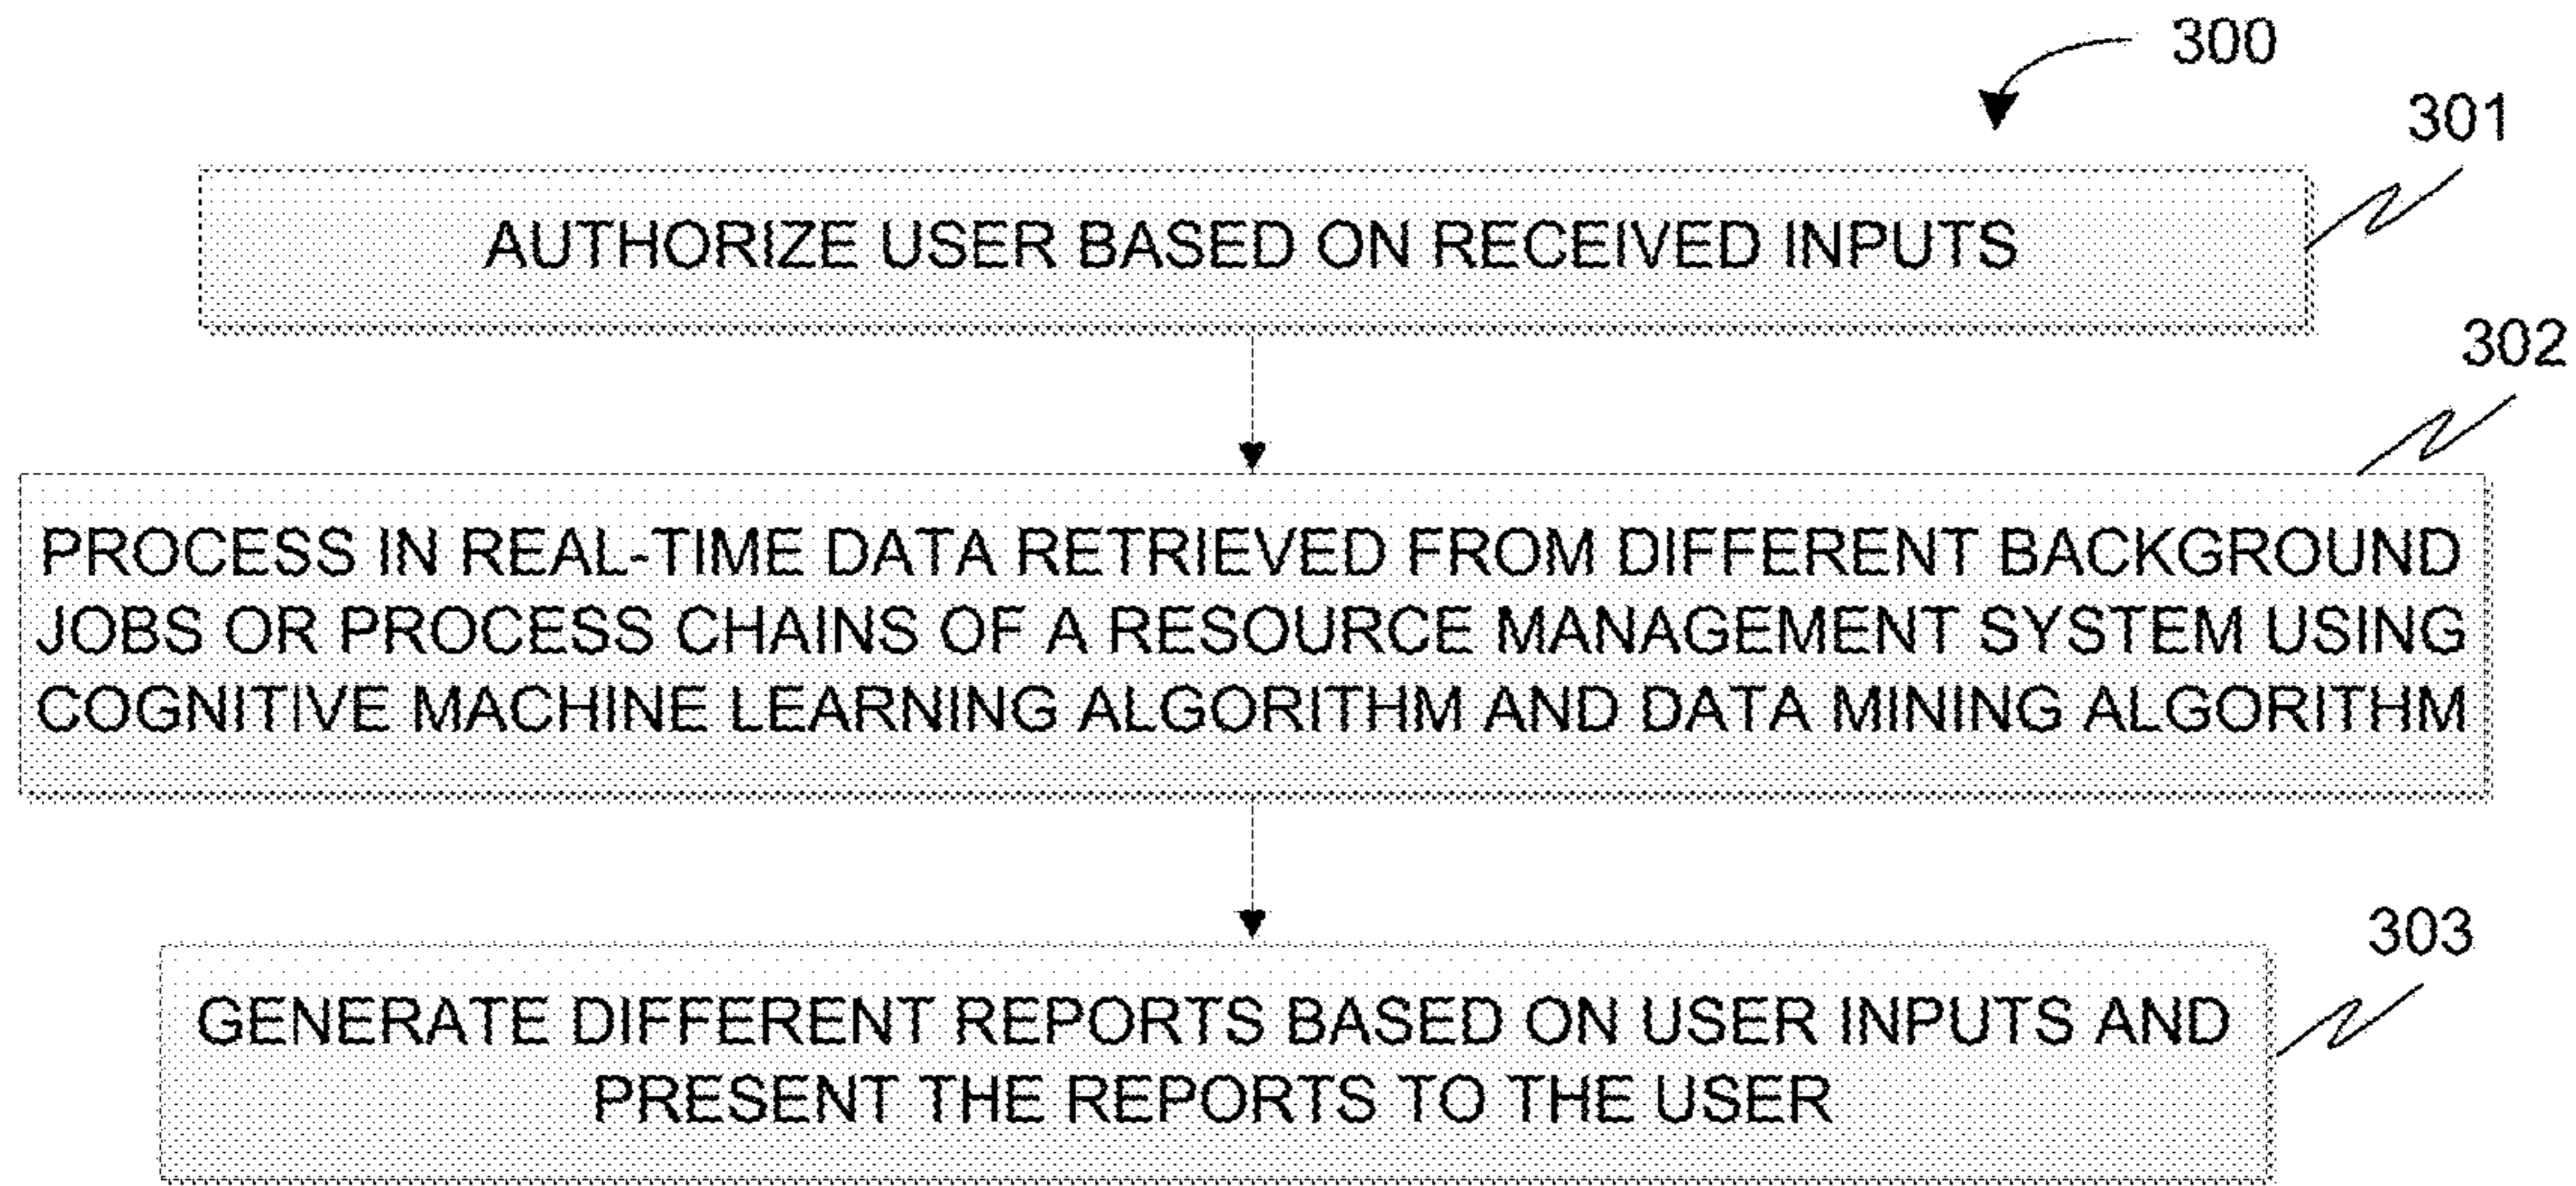 300
301
AUTHORIZE USER BASED ON RECEIVED INPUTS
302
PROCESS IN REAL-TIME DATA RETRIEVED FROM DIFFERENT BACKGROUND
JOBS OR PROCESS CHAINS OF A RESOURCE MANAGEMENT SYSTEM USING
COGNITIVE MACHINE LEARNING ALGORITHM AND DATA MINING ALGORITHM
303
GENERATE DIFFERENT REPORTS BASED ON USER INPUTS AND
PRESENT THE REPORTS TO THE USER